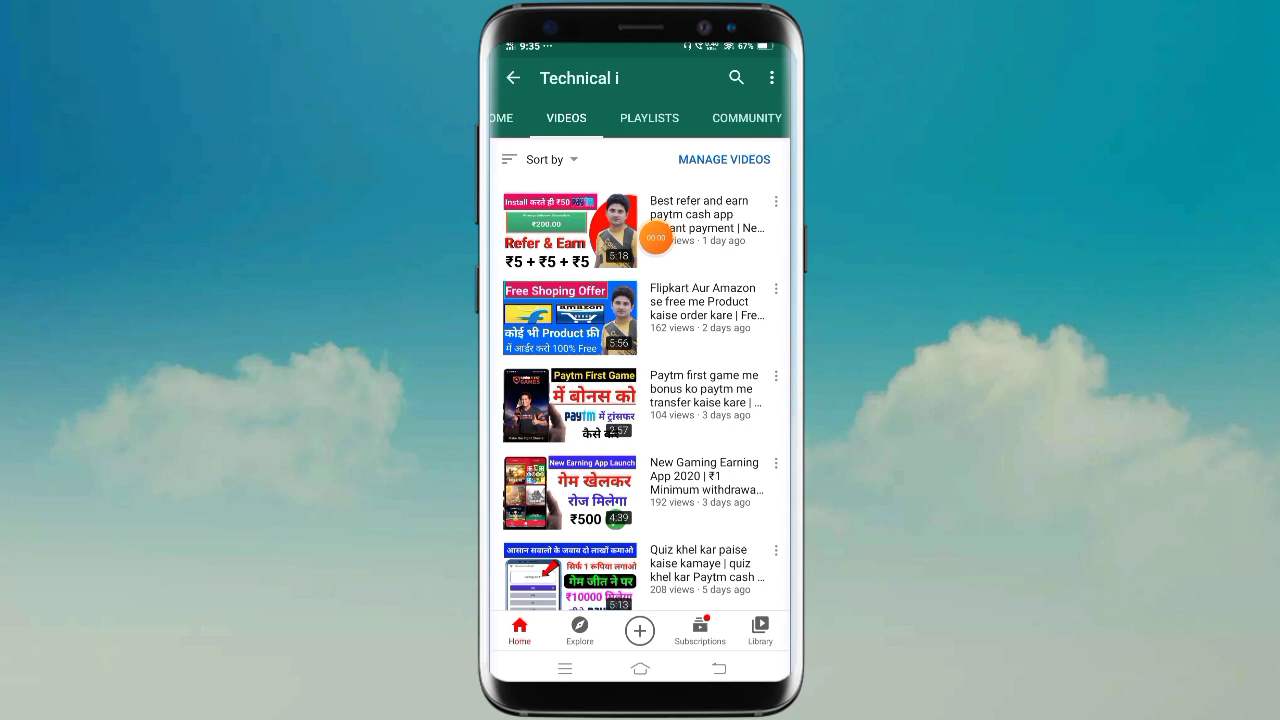 9:35 ... 67%
Technical i
OME VIDEOS PLAYLISTS COMMUNITY
Sort by MANAGE VIDEOS
Install करते ही ₹50 Paytm
₹200.00
Refer & Earn
₹5 + ₹5 + ₹5
5:18
Best refer and earn
paytm cash app
ant payment | Ne...
iews · 1 day ago
00:00
Free Shoping Offer
amazon
कोई भी Product फ्री
में आर्डर करो 100% Free
5:56
Flipkart Aur Amazon
se free me Product
kaise order kare | Fre...
162 views · 2 days ago
Paytm First Game
में बोनस को
Paytm में ट्रांसफर
कैसे
2:57
Paytm first game me
bonus ko paytm me
transfer kaise kare | ...
104 views · 3 days ago
New Earning App Launch
गेम खेलकर
रोज मिलेगा
₹500
4:39
New Gaming Earning
App 2020 | ₹1
Minimum withdrawa...
192 views · 3 days ago
आसान सवालो के जवाब दो लाखों कमाओ
सिर्फ 1 रूपिया लगाओ
गेम जीत ने पर
₹10000 मिलेगा
5:13
Quiz khel kar paise
kaise kamaye | quiz
khel kar Paytm cash ...
208 views · 5 days ago
Home Explore Subscriptions Library